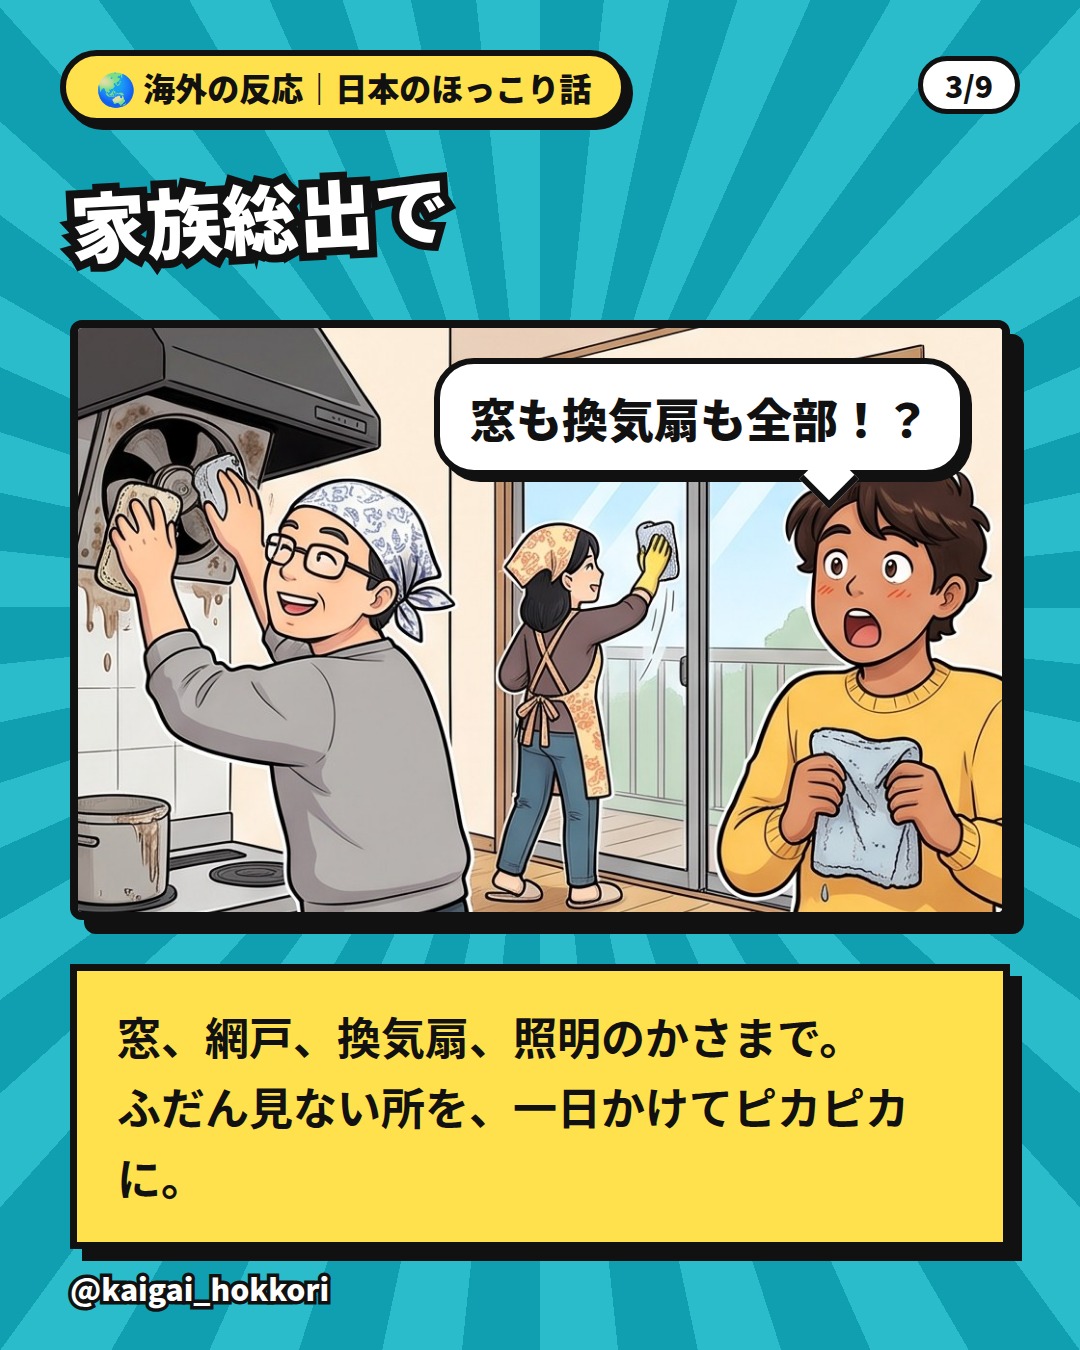 🌏 海外の反応｜日本のほっこり話
3/9
家族総出で
窓も換気扇も全部！？
窓、網戸、換気扇、照明のかさまで。
ふだん見ない所を、一日かけてピカピカ
に。
@kaigai_hokkori